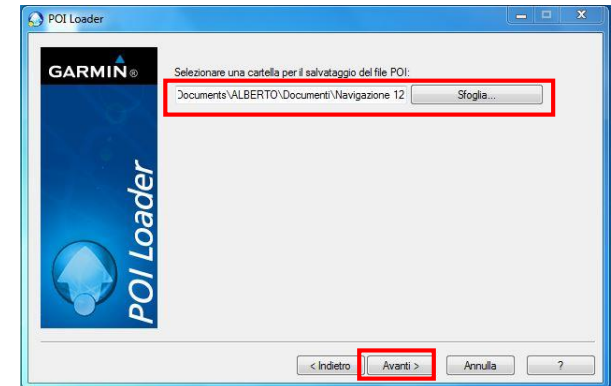 POI Loader
GARMIN®
POI Loader
Selezionare una cartella per il salvataggio del file POI:
Documents\ALBERTO\Documenti\Navigazione 12
Sfoglia...
< Indietro
Avanti >
Annulla
?